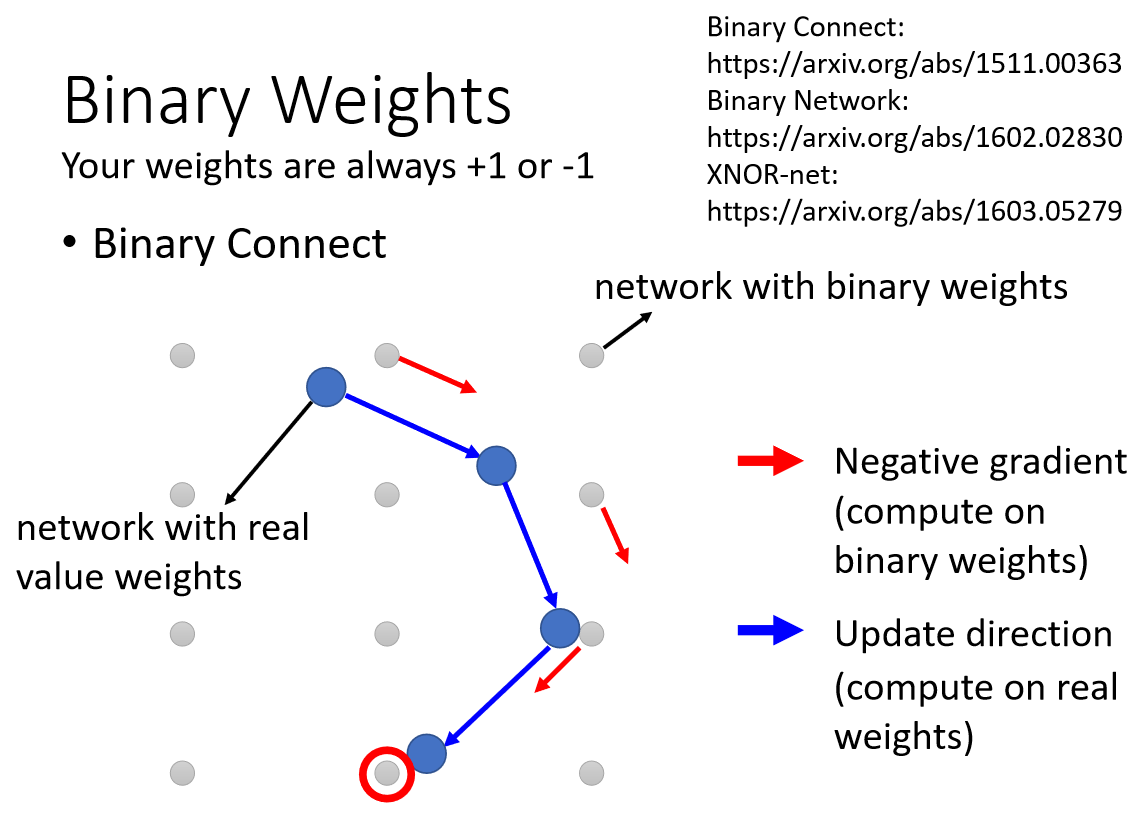 Binary Connect:
https://arxiv.org/abs/1511.00363
Binary Network:
https://arxiv.org/abs/1602.02830
XNOR-net:
https://arxiv.org/abs/1603.05279
Binary Weights
Your weights are always +1 or -1
• Binary Connect
network with binary weights
network with real
value weights
Negative gradient
(compute on
binary weights)
Update direction
(compute on real
weights)